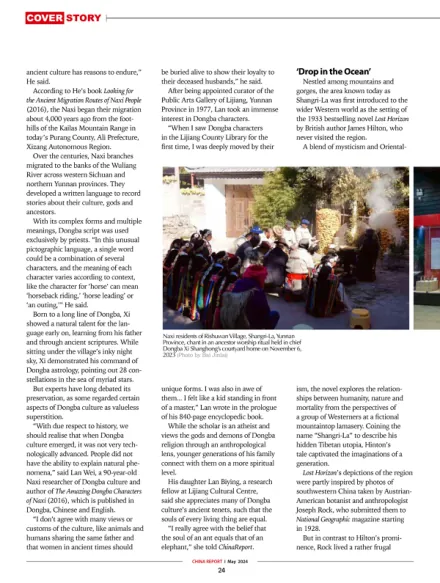 COVER STORY
ancient culture has reasons to endure,"
He said.
According to He's book Looking for
the Ancient Migration Routes of Naxi People
(2016), the Naxi began their migration
about 4,000 years ago from the foot-
hills of the Kailas Mountain Range in
today's Purang County, Ali Prefecture,
Xizang Autonomous Region.
Over the centuries, Naxi branches
migrated to the banks of the Wuliang
River across western Sichuan and
northern Yunnan provinces. They
developed a written language to record
stories about their culture, gods and
ancestors.
With its complex forms and multiple
meanings, Dongba script was used
exclusively by priests. "In this unusual
pictographic language, a single word
could be a combination of several
characters, and the meaning of each
character varies according to context,
like the character for 'horse' can mean
'horseback riding,' 'horse leading' or
'an outing,'" He said.
Born to a long line of Dongba, Xi
showed a natural talent for the lan-
guage early on, learning from his father
and through ancient scriptures. While
sitting under the village's inky night
sky, Xi demonstrated his command of
Dongba astrology, pointing out 28 con-
stellations in the sea of myriad stars.
But experts have long debated its
preservation, as some regarded certain
aspects of Dongba culture as valueless
superstition.
"With due respect to history, we
should realise that when Dongba
culture emerged, it was not very tech-
nologically advanced. People did not
have the ability to explain natural phe-
nomena," said Lan Wei, a 90-year-old
Naxi researcher of Dongba culture and
author of The Amazing Dongba Characters
of Naxi (2016), which is published in
Dongba, Chinese and English.
"I don't agree with many views or
customs of the culture, like animals and
humans sharing the same father and
that women in ancient times should
be buried alive to show their loyalty to
their deceased husbands," he said.
After being appointed curator of the
Public Arts Gallery of Lijiang, Yunnan
Province in 1977, Lan took an immense
interest in Dongba characters.
"When I saw Dongba characters
in the Lijiang County Library for the
first time, I was deeply moved by their
Naxi residents of Rishuwan Village, Shangri-La, Yunnan
Province, chant in an ancestor worship ritual held in chief
Dongba Xi Shanghong's courtyard home on November 6,
2023
unique forms. I was also in awe of
them... I felt like a kid standing in front
of a master," Lan wrote in the prologue
of his 840-page encyclopedic book.
While the scholar is an atheist and
views the gods and demons of Dongba
religion through an anthropological
lens, younger generations of his family
connect with them on a more spiritual
level.
His daughter Lan Biying, a research
fellow at Lijiang Cultural Centre,
said she appreciates many of Dongba
culture's ancient tenets, such that the
souls of every living thing are equal.
"I really agree with the belief that
the soul of an ant equals that of an
elephant," she told ChinaReport.
'Drop in the Ocean'
Nestled among mountains and
gorges, the area known today as
Shangri-La was first introduced to the
wider Western world as the setting of
the 1933 bestselling novel Lost Horizon
by British author James Hilton, who
never visited the region.
A blend of mysticism and Oriental-
ism, the novel explores the relation-
ships between humanity, nature and
mortality from the perspectives of
a group of Westerners at a fictional
mountaintop lamasery. Coining the
name "Shangri-La" to describe his
hidden Tibetan utopia, Hinton's
tale captivated the imaginations of a
generation.
Lost Horizon's depictions of the region
were partly inspired by photos of
southwestern China taken by Austrian-
American botanist and anthropologist
Joseph Rock, who submitted them to
National Geographic magazine starting
in 1928.
But in contrast to Hilton's promi-
nence, Rock lived a rather frugal
CHINA REPORT I May 2024
24